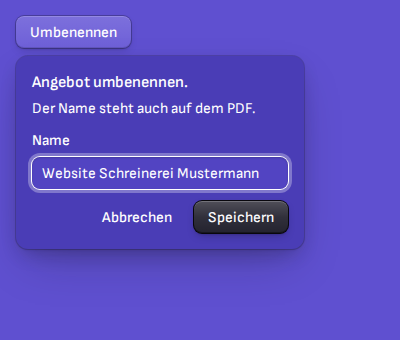 Umbenennen
Angebot umbenennen.
Der Name steht auch auf dem PDF.
Name
Website Schreinerei Mustermann
Abbrechen Speichern